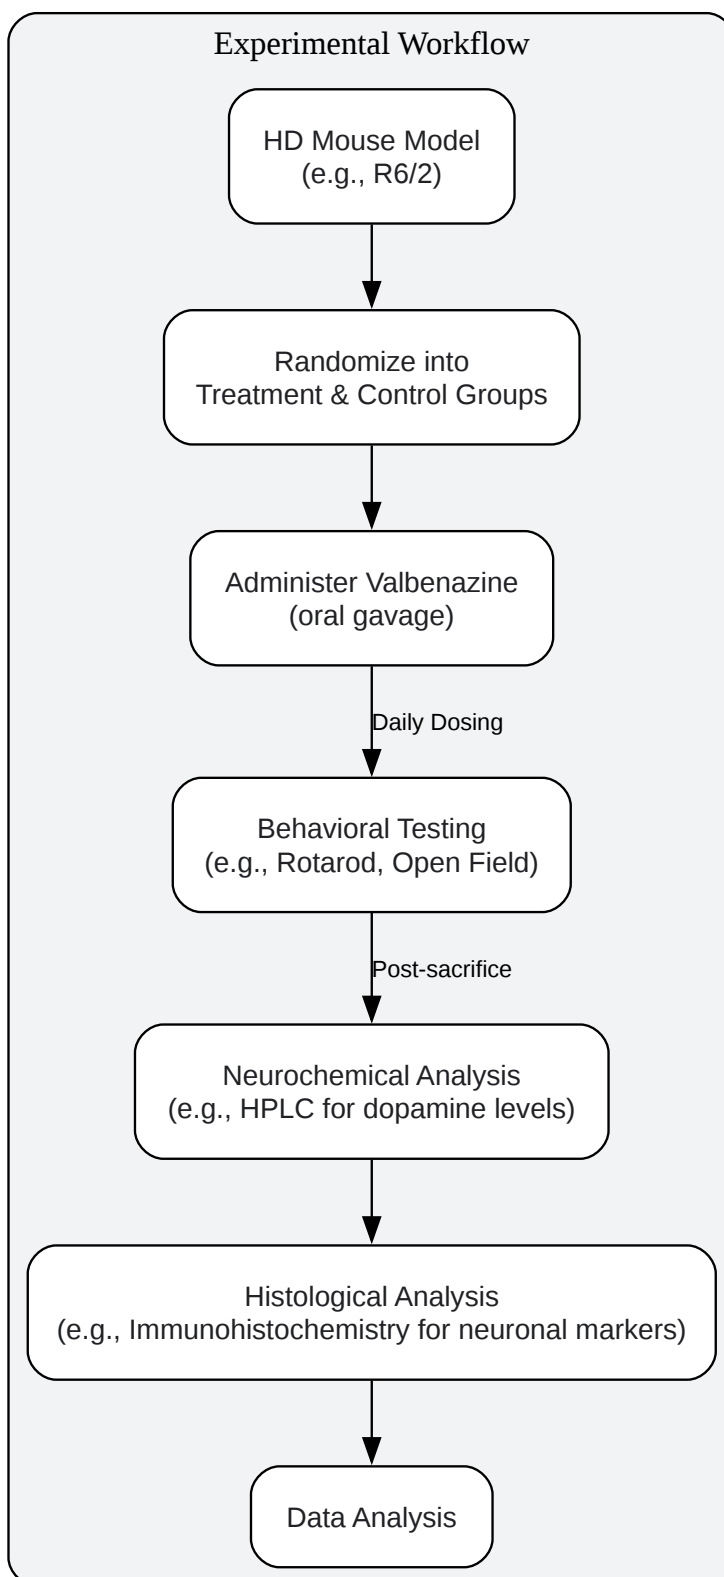 Experimental Workflow
HD Mouse Model
(e.g., R6/2)
Randomize into
Treatment & Control Groups
Administer Valbenazine
(oral gavage)
Daily Dosing
Behavioral Testing
(e.g., Rotarod, Open Field)
Post-sacrifice
Neurochemical Analysis
(e.g., HPLC for dopamine levels)
Histological Analysis
(e.g., Immunohistochemistry for neuronal markers)
Data Analysis